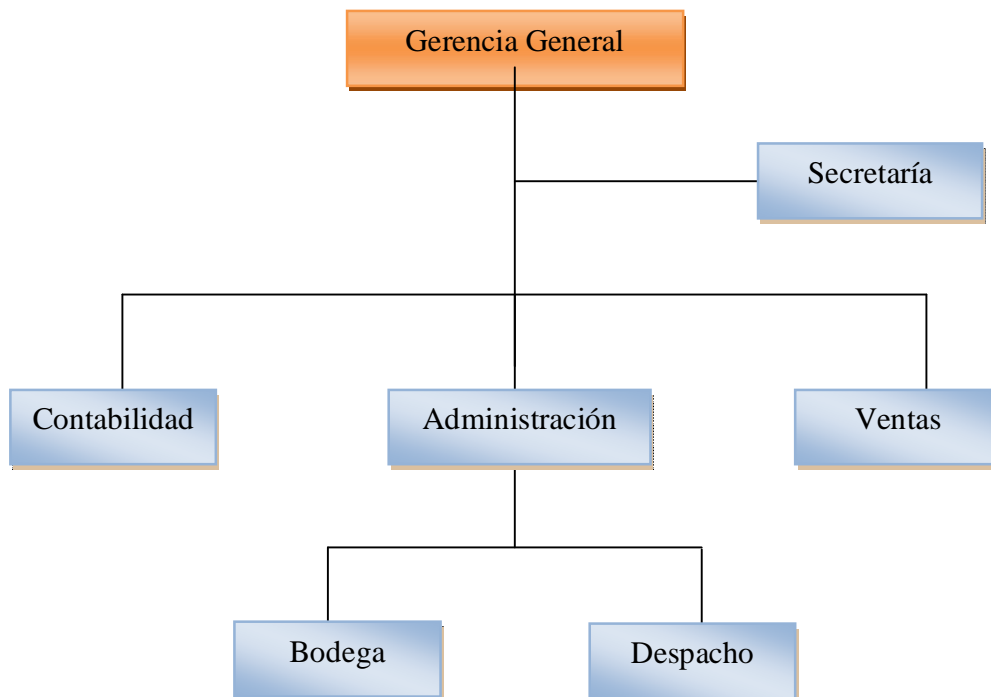 Gerencia General
Secretaría
Contabilidad
Administración
Ventas
Bodega
Despacho